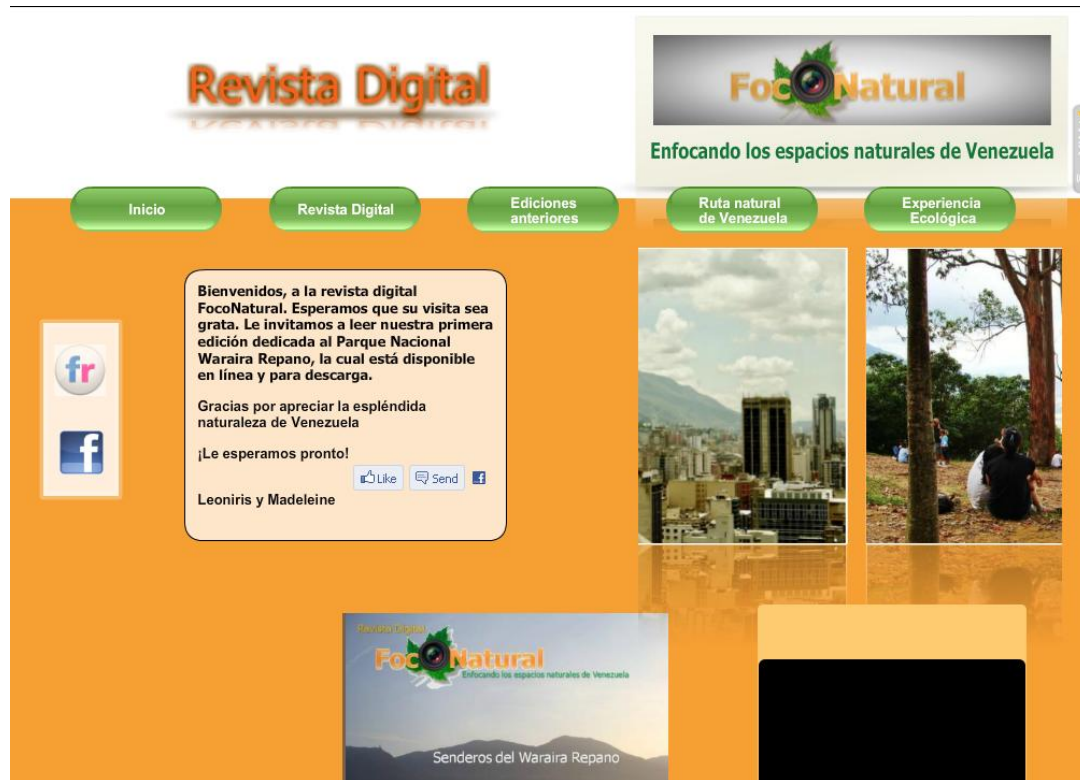 Revista Digital
FocoNatural
Enfocando los espacios naturales de Venezuela
Inicio
Revista Digital
Ediciones
anteriores
Ruta natural
de Venezuela
Experiencia
Ecológica
Bienvenidos, a la revista digital
FocoNatural. Esperamos que su visita sea
grata. Le invitamos a leer nuestra primera
edición dedicada al Parque Nacional
Waraira Repano, la cual está disponible
en línea y para descarga.
Gracias por apreciar la espléndida
naturaleza de Venezuela
¡Le esperamos pronto!
Like Send f
Leoniris y Madeleine
fr
f
Revista Digital
FocoNatural
Enfocando los espacios naturales de Venezuela
Senderos del Waraira Repano